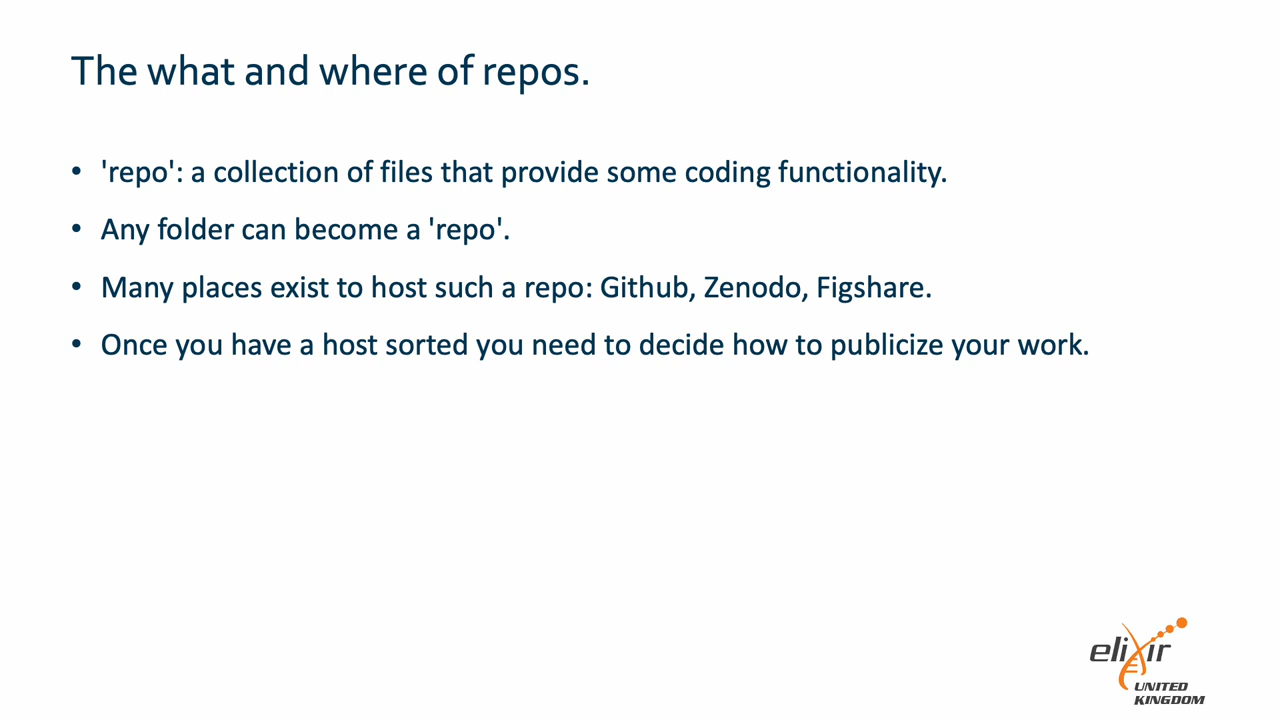 The what and where of repos.
• 'repo': a collection of files that provide some coding functionality.
• Any folder can become a 'repo'.
• Many places exist to host such a repo: Github, Zenodo, Figshare.
• Once you have a host sorted you need to decide how to publicize your work.
elixir
UNITED
KINGDOM